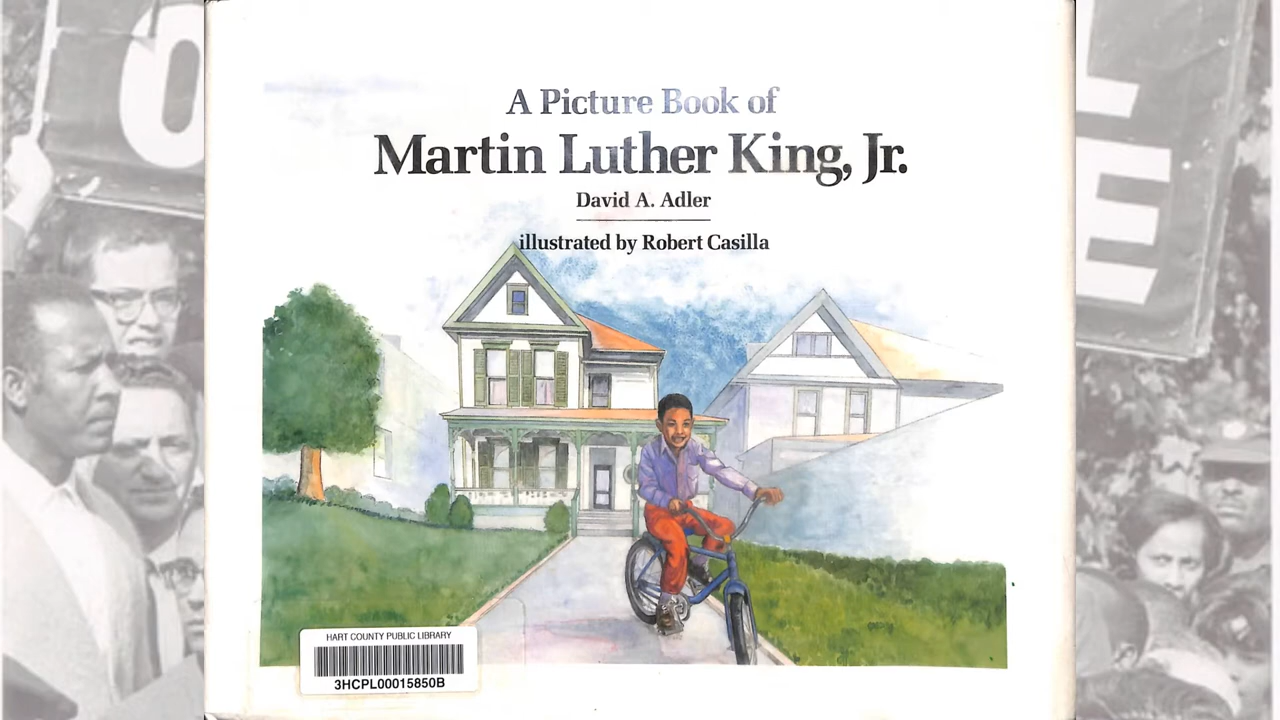 A Picture Book of
Martin Luther King, Jr.
David A. Adler
illustrated by Robert Casilla
HART COUNTY PUBLIC LIBRARY
3HCPL00015850B